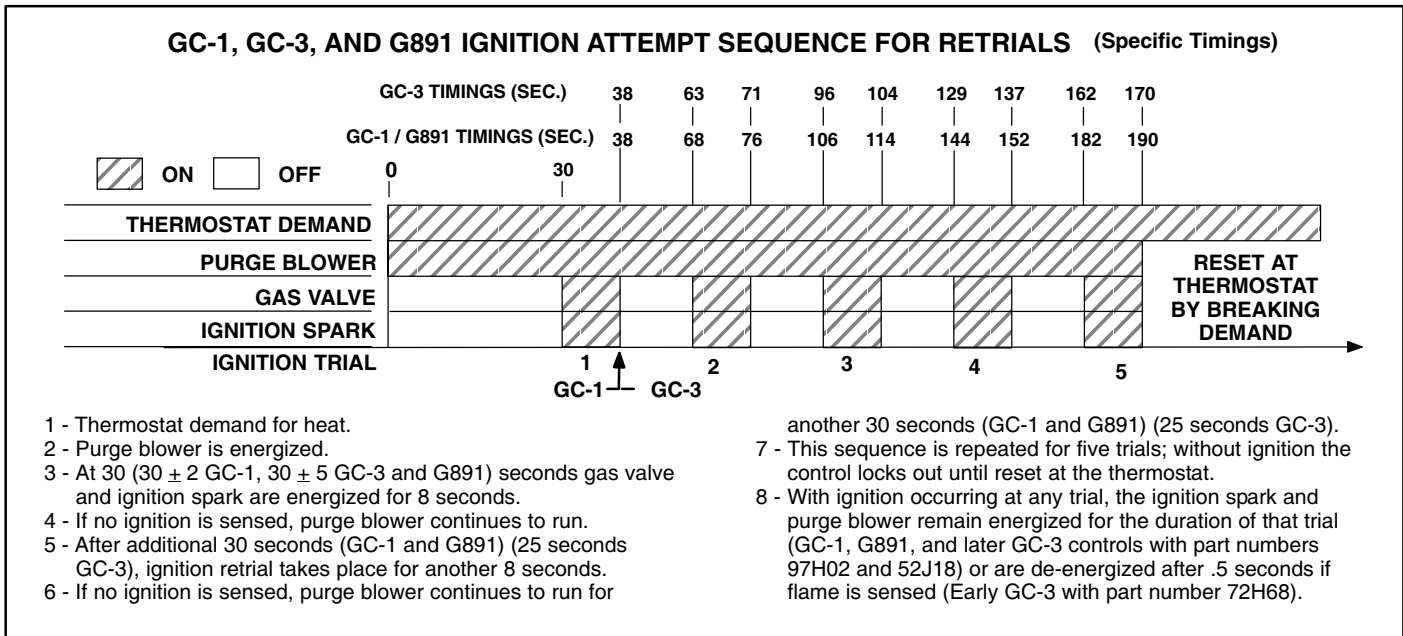 GC-1, GC-3, AND G891 IGNITION ATTEMPT SEQUENCE FOR RETRIALS (Specific Timings)
GC-3 TIMINGS (SEC.) 38 63 71 96 104 129 137 162 170
GC-1 / G891 TIMINGS (SEC.) 38 68 76 106 114 144 152 182 190
ON OFF 0 30
THERMOSTAT DEMAND
PURGE BLOWER
GAS VALVE
IGNITION SPARK
RESET AT
THERMOSTAT
BY BREAKING
DEMAND
IGNITION TRIAL 1 2 3 4 5
GC-1 GC-3
1 - Thermostat demand for heat.
2 - Purge blower is energized.
3 - At 30 (30 ± 2 GC-1, 30 ± 5 GC-3 and G891) seconds gas valve
and ignition spark are energized for 8 seconds.
4 - If no ignition is sensed, purge blower continues to run.
5 - After additional 30 seconds (GC-1 and G891) (25 seconds
GC-3), ignition retrial takes place for another 8 seconds.
6 - If no ignition is sensed, purge blower continues to run for
another 30 seconds (GC-1 and G891) (25 seconds GC-3).
7 - This sequence is repeated for five trials; without ignition the
control locks out until reset at the thermostat.
8 - With ignition occurring at any trial, the ignition spark and
purge blower remain energized for the duration of that trial
(GC-1, G891, and later GC-3 controls with part numbers
97H02 and 52J18) or are de-energized after .5 seconds if
flame is sensed (Early GC-3 with part number 72H68).